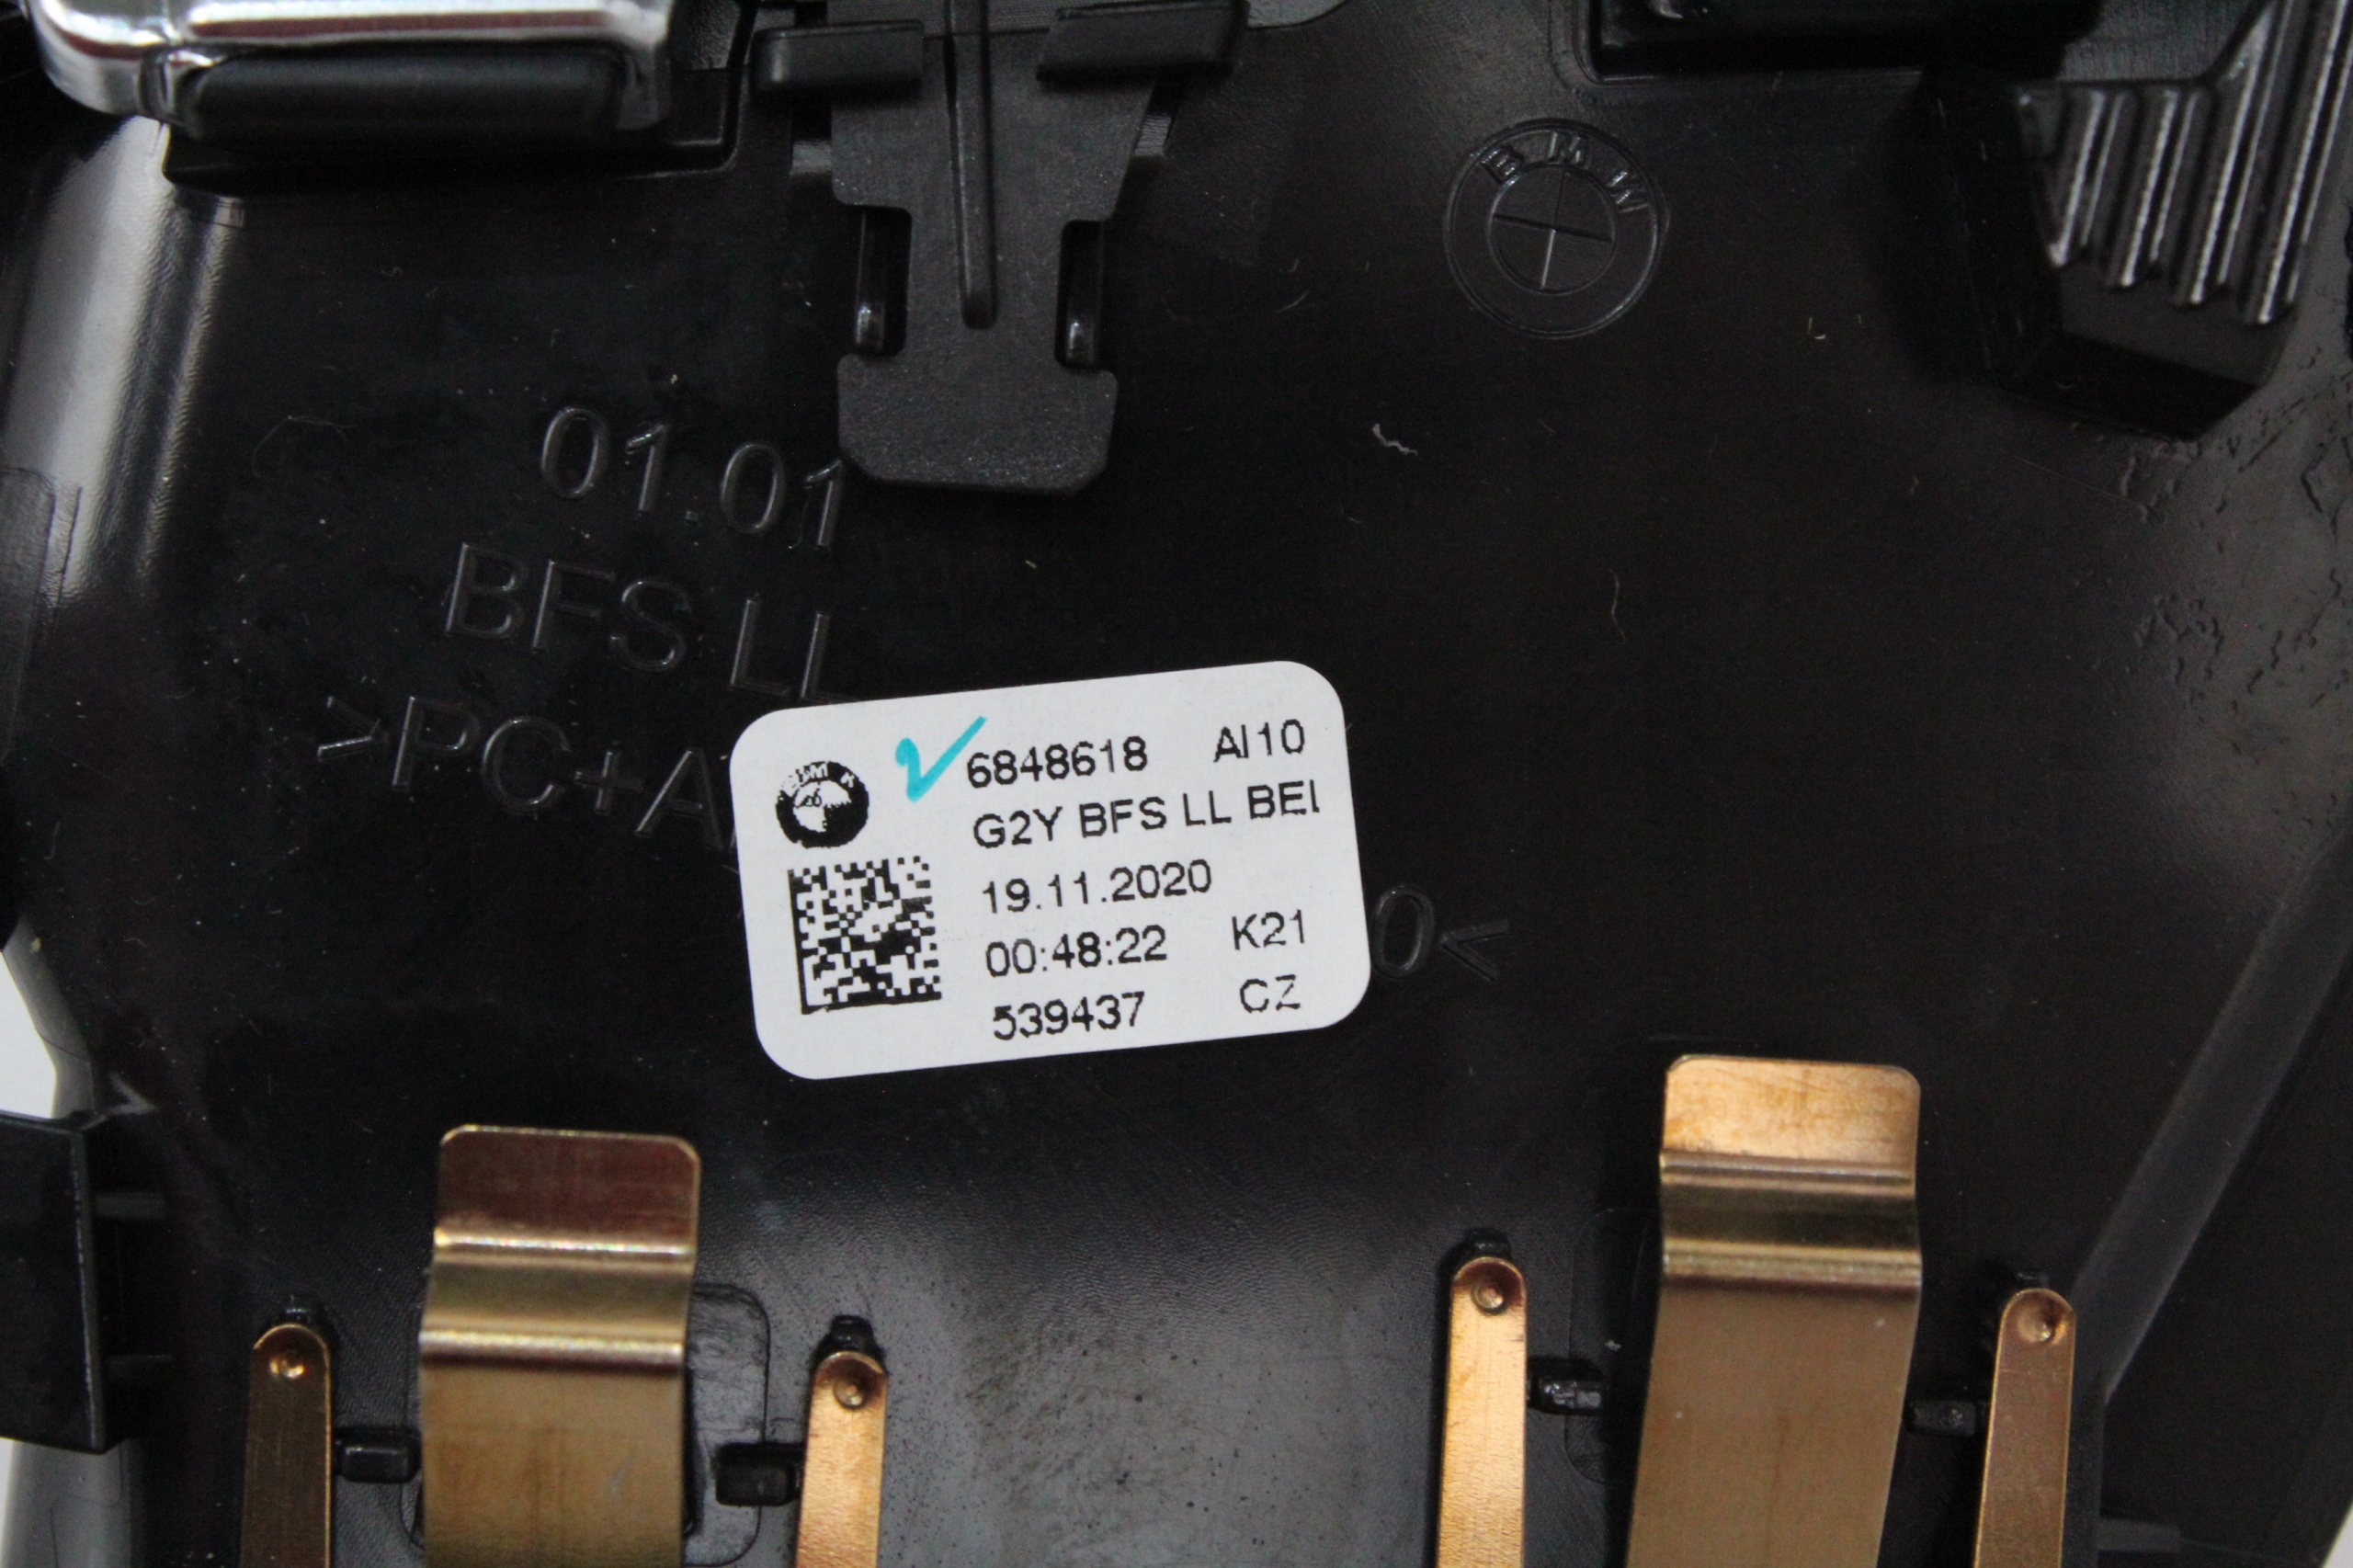 BMW
01.01
BFS LL
>PC+A
6848618 AI10
G2Y BFS LL BEI
19.11.2020
00:48:22 K21
539437 CZ
0<